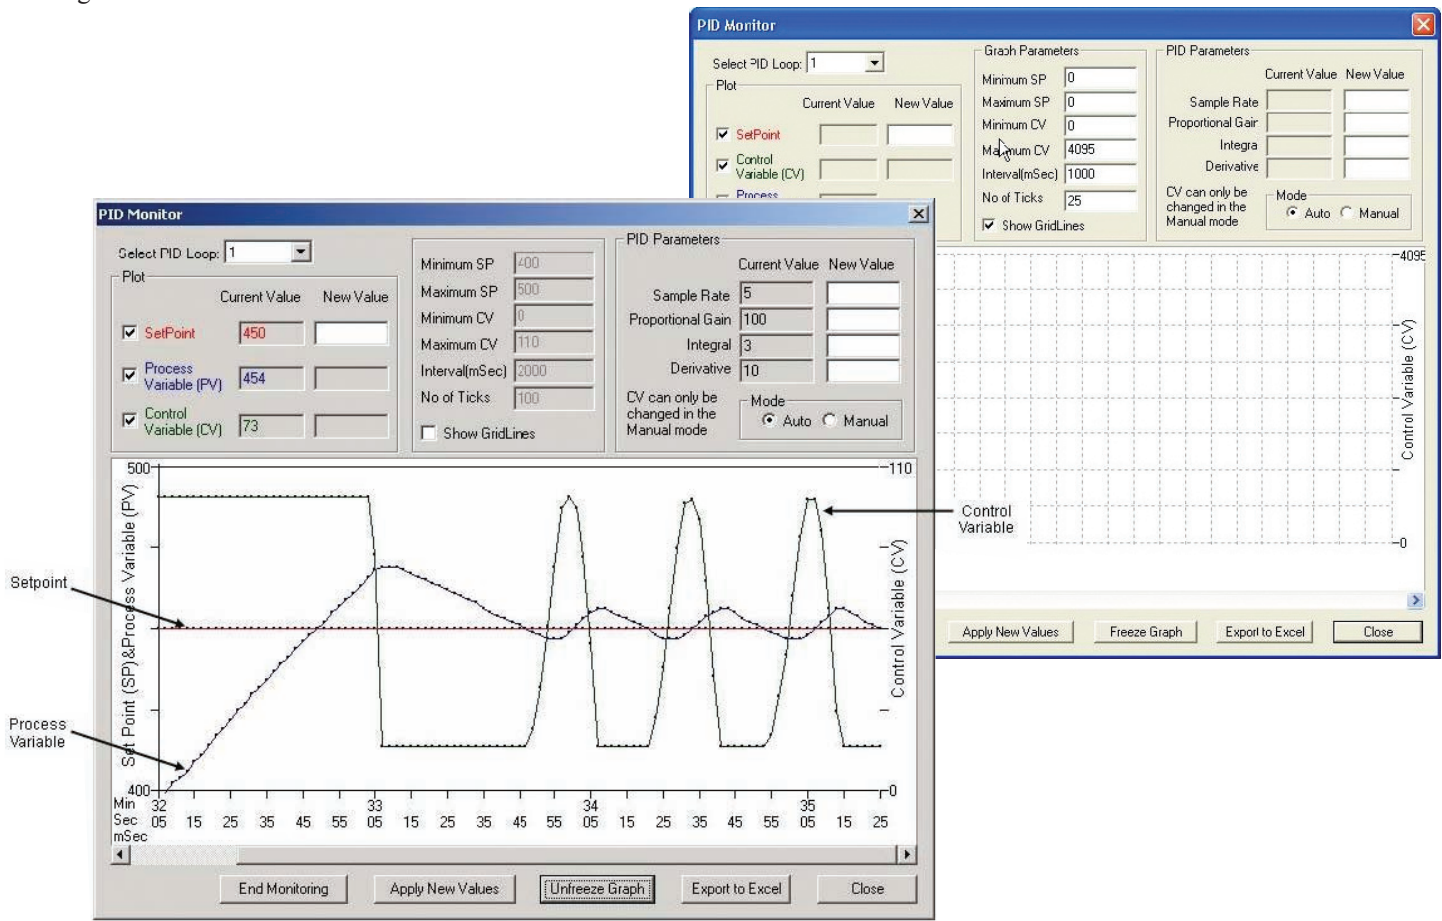 PID Monitor
Select PID Loop: 1
Plot
Current Value New Value
SetPoint
Control
Variable (CV)
Process
Graph Parameters
Minimum SP 0
Maximum SP 0
Minimum CV 0
Maximum CV 4095
Interval(mSec) 1000
No of Ticks 25
Show GridLines
PID Parameters
Current Value New Value
Sample Rate
Proportional Gain
Integra
Derivative
CV can only be
changed in the
Manual mode
Mode
Auto Manual
4095
Control Variable (CV)
0
Apply New Values Freeze Graph Export to Excel Close
PID Monitor
Select PID Loop: 1
Plot
Current Value New Value
SetPoint 450
Process
Variable (PV) 454
Control
Variable (CV) 73
Minimum SP 400
Maximum SP 500
Minimum CV 0
Maximum CV 110
Interval(mSec) 2000
No of Ticks 100
Show GridLines
PID Parameters
Current Value New Value
Sample Rate 5
Proportional Gain 100
Integral 3
Derivative 10
CV can only be
changed in the
Manual mode
Mode
Auto Manual
500 110
Set Point (SP)&Process Variable (PV)
Control Variable (CV)
Control
Variable
Setpoint
Process
Variable
400 0
Min 32 33 34 35
Sec 05 15 25 35 45 55 05 15 25 35 45 55 05 15 25 35 45 55 05 15 25
mSec
End Monitoring Apply New Values Unfreeze Graph Export to Excel Close